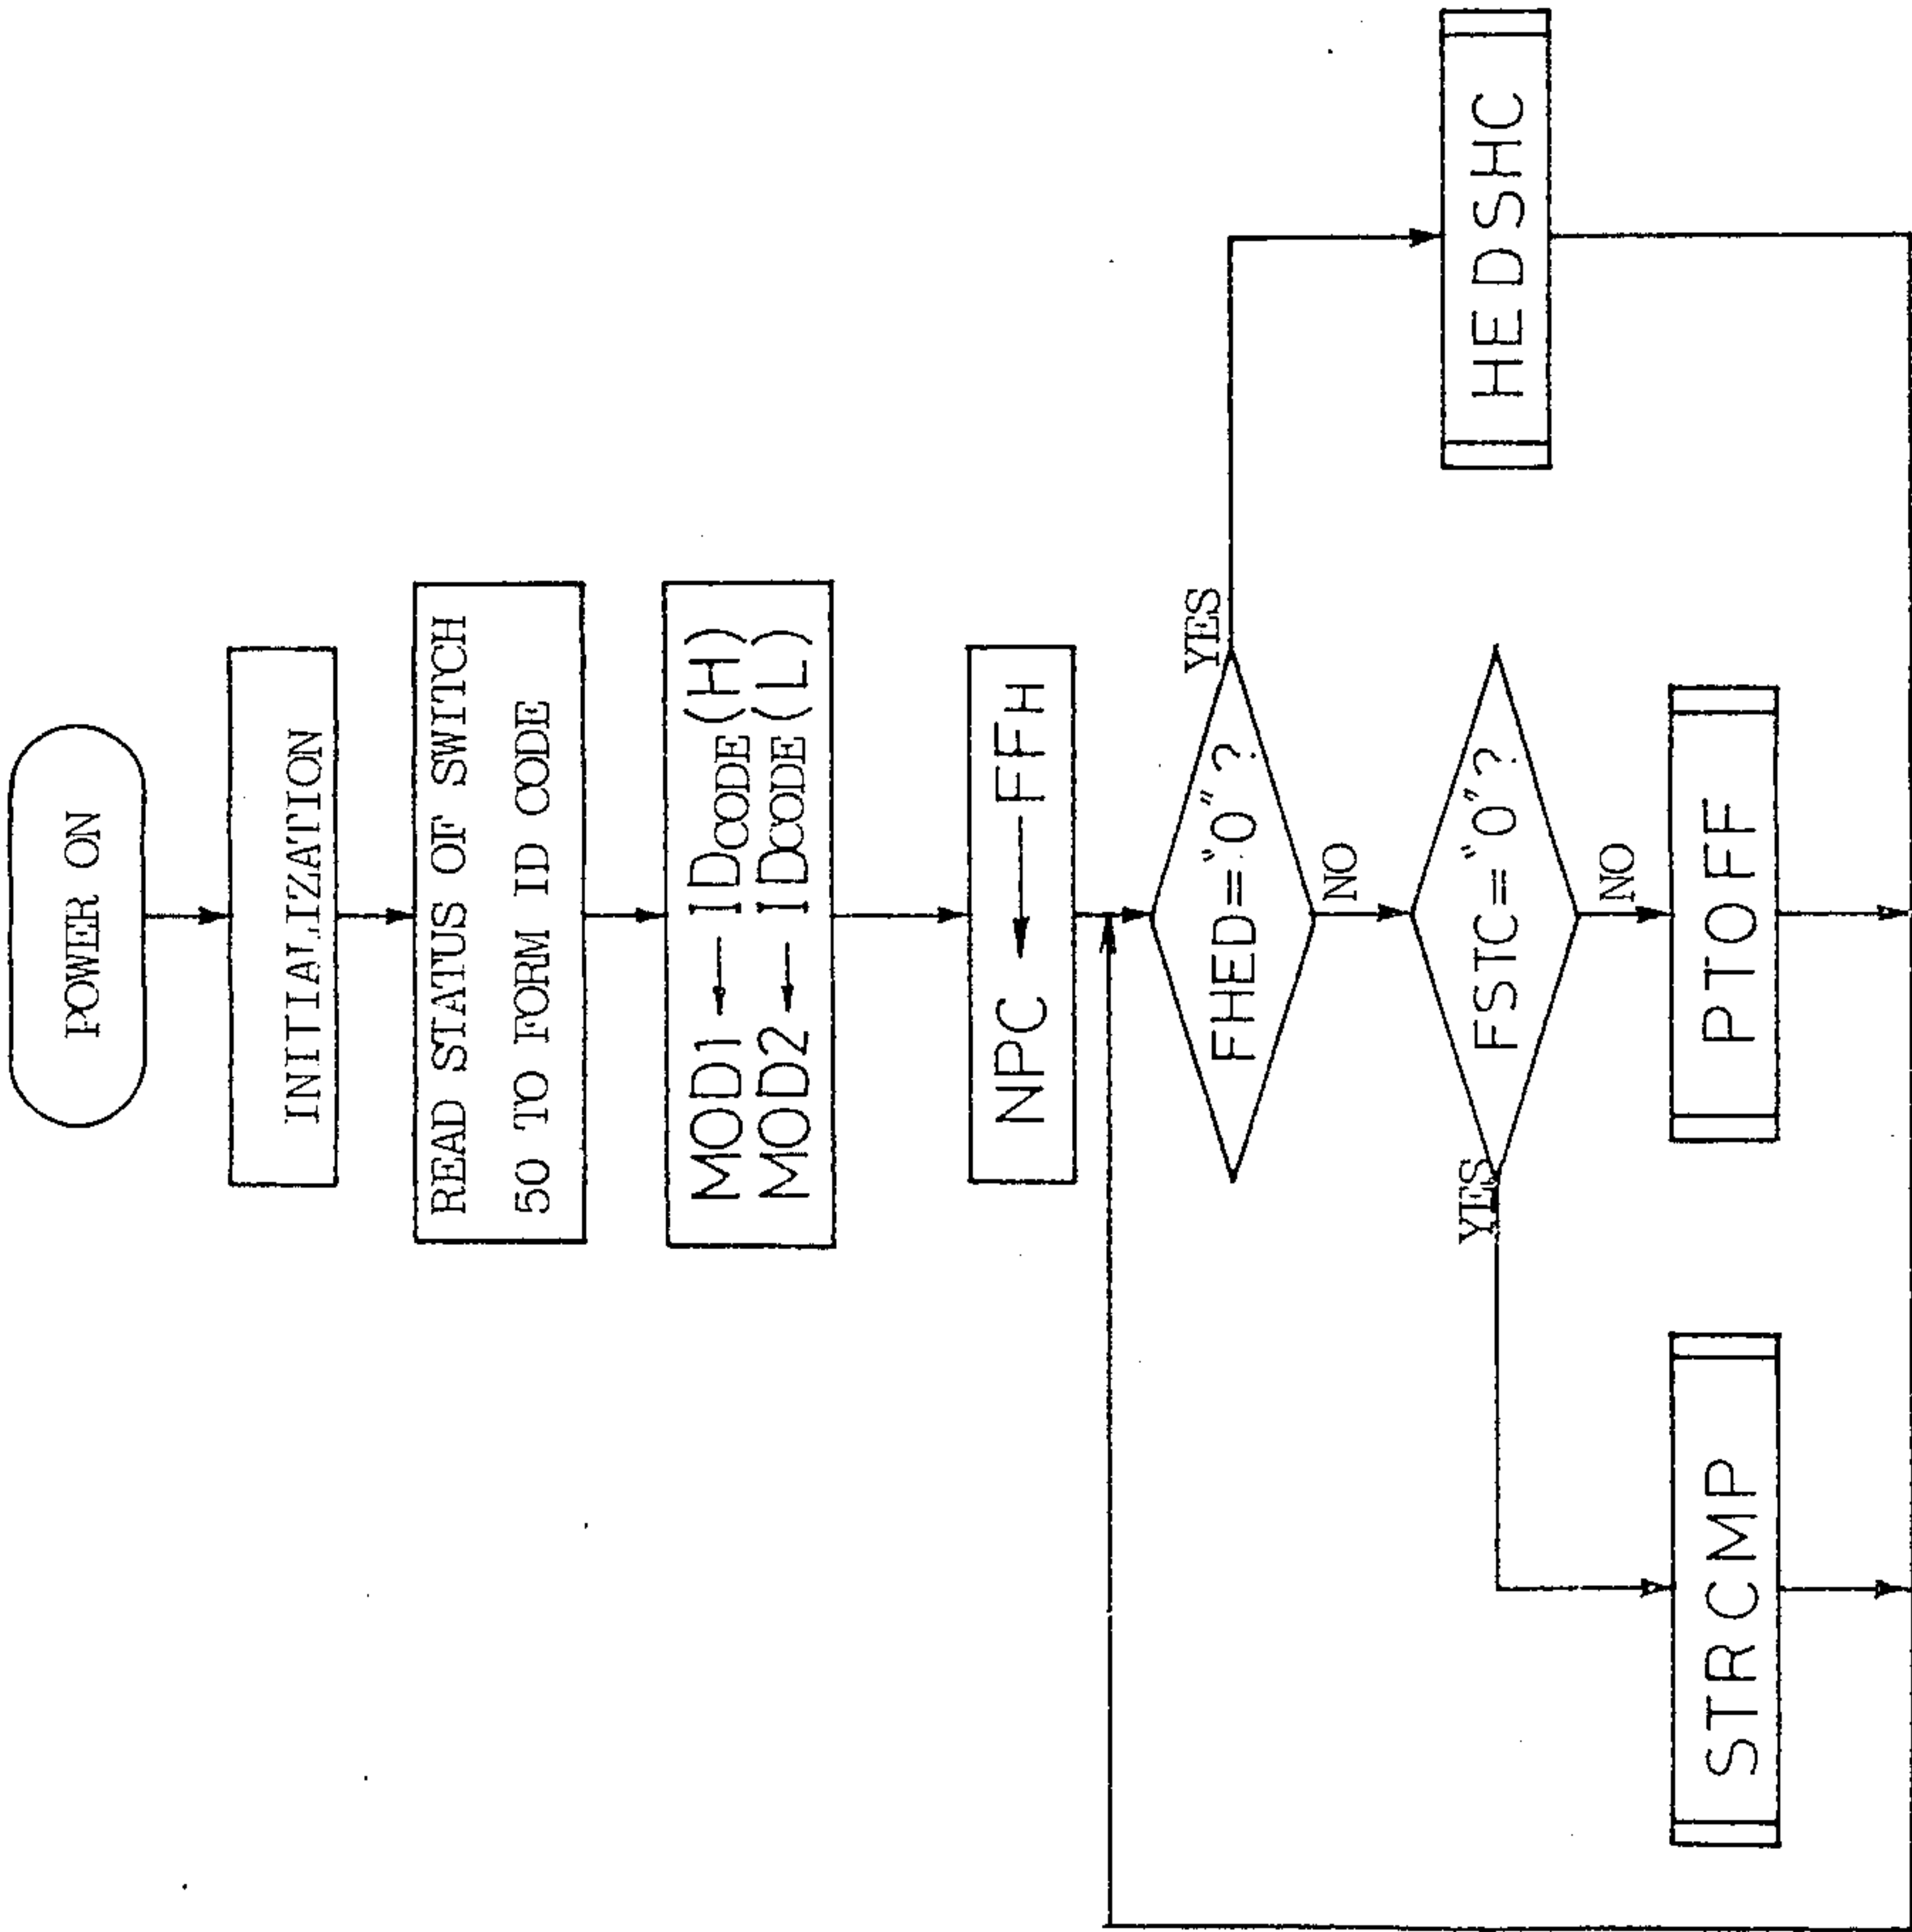 POWER ON
INITIALIZATION
READ STATUS OF SWITCH
50 TO FORM ID CODE
MOD1 ← IDCODE (H)
MOD2 ← IDCODE (L)
NPC ← FFH
FHED="0"?
YES
NO
FSTC="0"?
YES
NO
HEDSHC
STRCMP
PTOFF